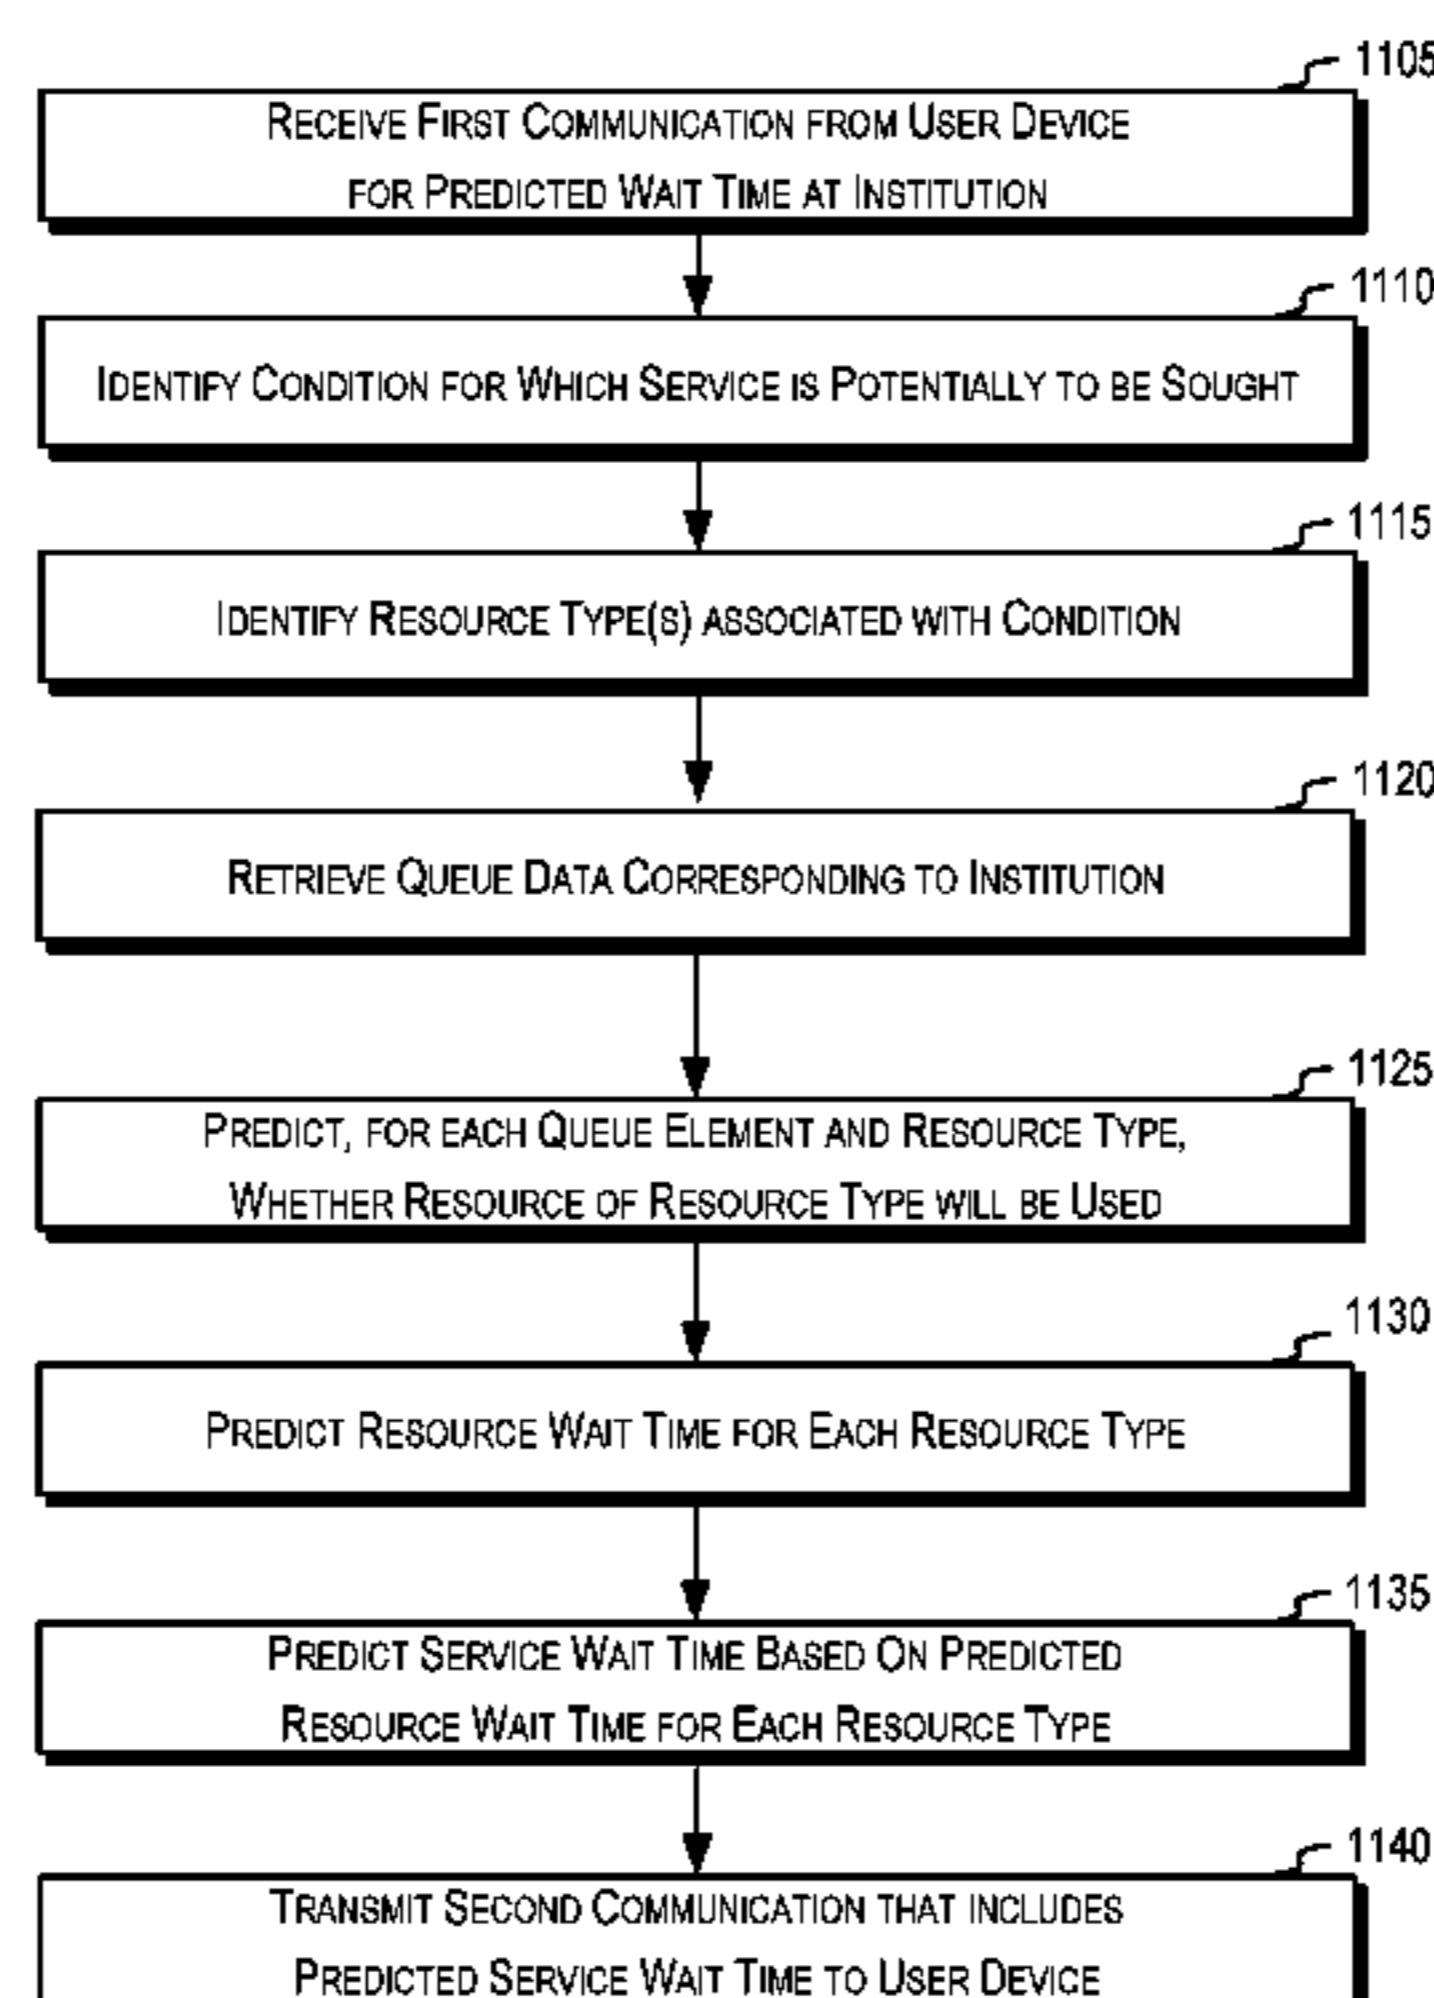 1105
RECEIVE FIRST COMMUNICATION FROM USER DEVICE
FOR PREDICTED WAIT TIME AT INSTITUTION
1110
IDENTIFY CONDITION FOR WHICH SERVICE IS POTENTIALLY TO BE SOUGHT
1115
IDENTIFY RESOURCE TYPE(S) ASSOCIATED WITH CONDITION
1120
RETRIEVE QUEUE DATA CORRESPONDING TO INSTITUTION
1125
PREDICT, FOR EACH QUEUE ELEMENT AND RESOURCE TYPE,
WHETHER RESOURCE OF RESOURCE TYPE WILL BE USED
1130
PREDICT RESOURCE WAIT TIME FOR EACH RESOURCE TYPE
1135
PREDICT SERVICE WAIT TIME BASED ON PREDICTED
RESOURCE WAIT TIME FOR EACH RESOURCE TYPE
1140
TRANSMIT SECOND COMMUNICATION THAT INCLUDES
PREDICTED SERVICE WAIT TIME TO USER DEVICE